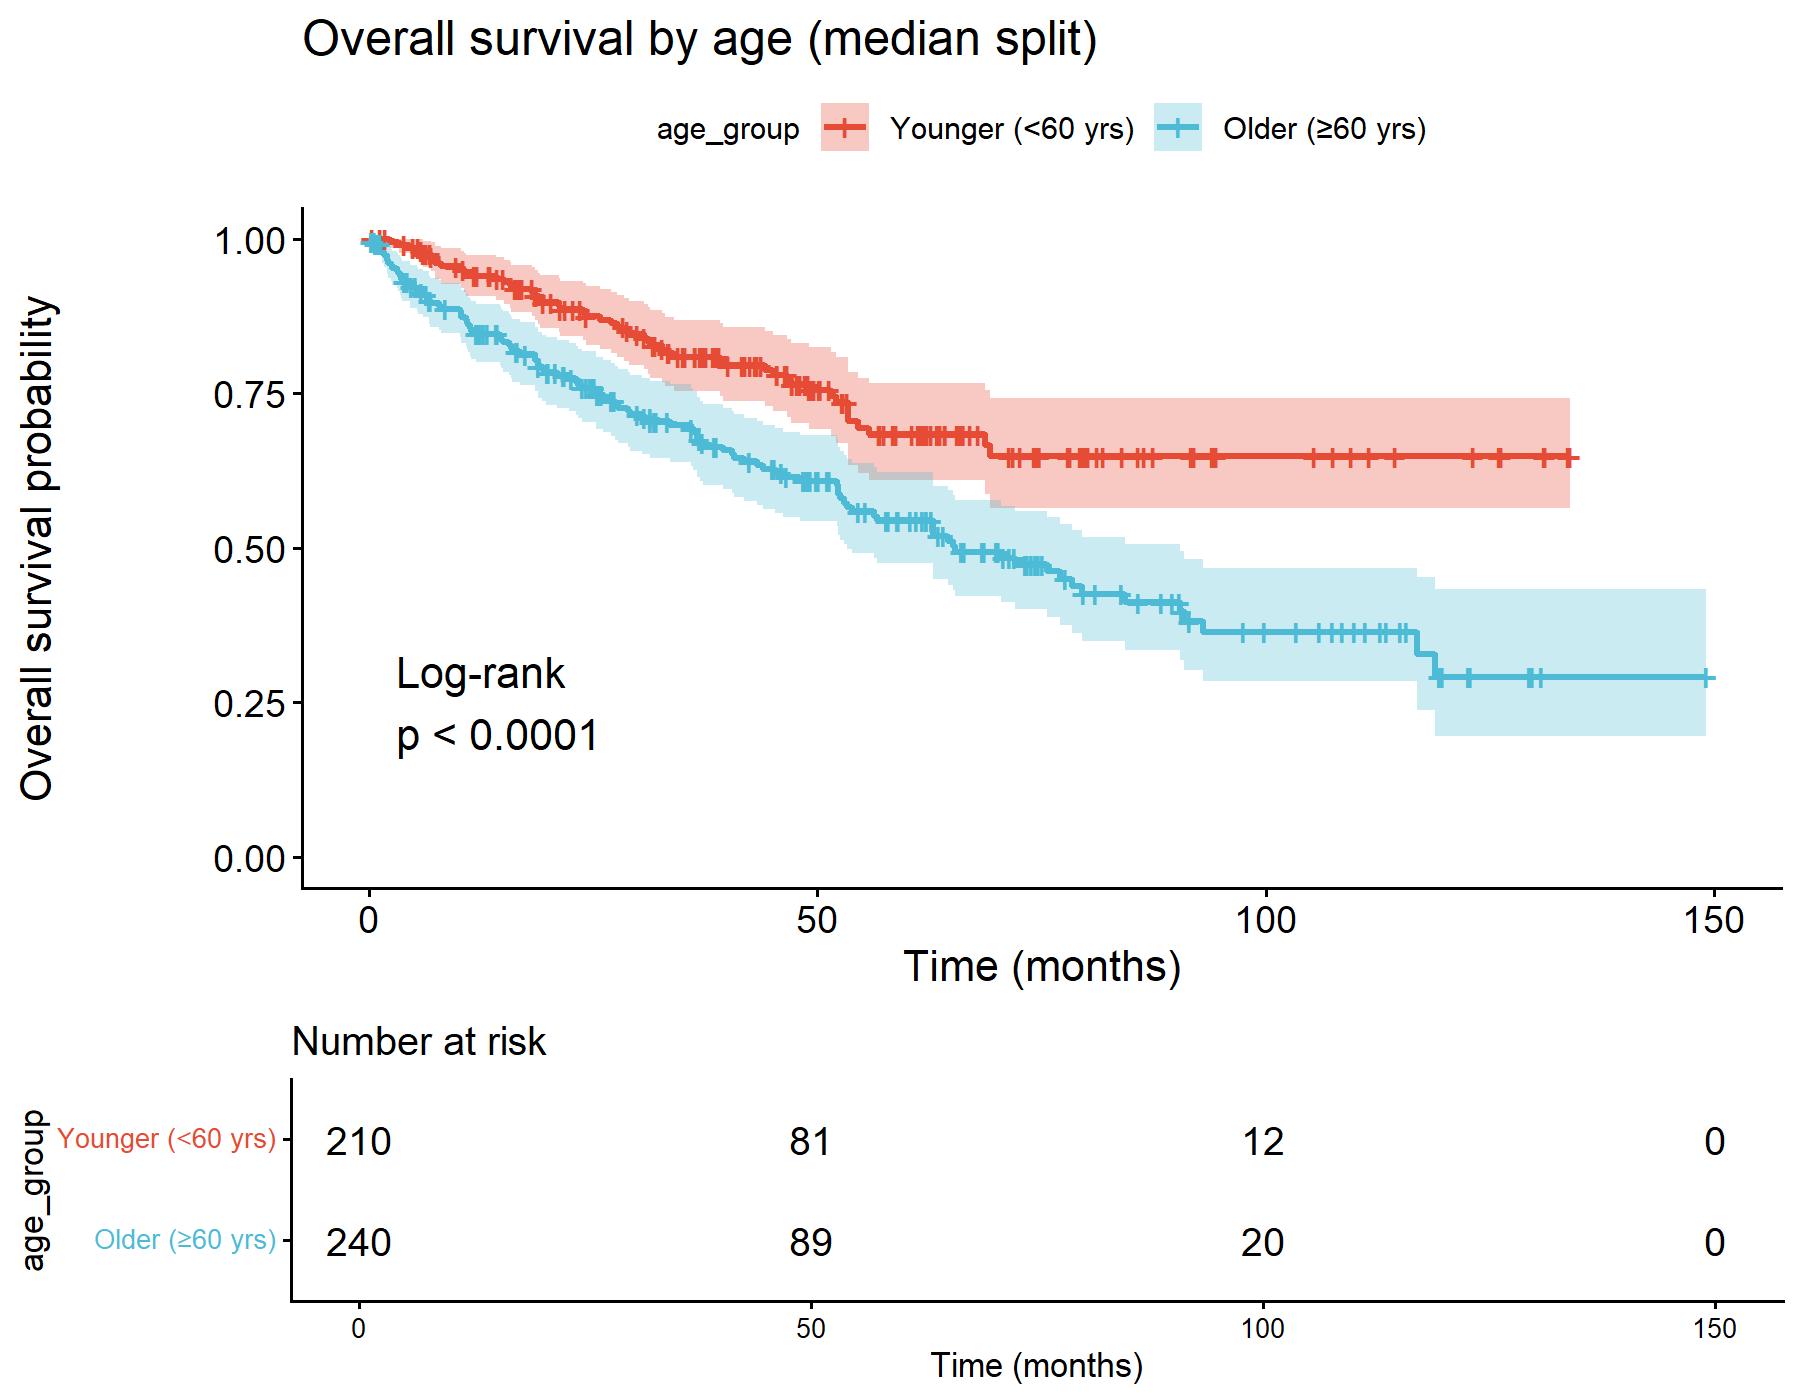 Overall survival by age (median split)
age_group Younger (<60 yrs) Older (≥60 yrs)
Overall survival probability
1.00
0.75
0.50
0.25
0.00
Log-rank
p < 0.0001
0 50 100 150
Time (months)
Number at risk
age_group
Younger (<60 yrs) 210 81 12 0
Older (≥60 yrs) 240 89 20 0
0 50 100 150
Time (months)